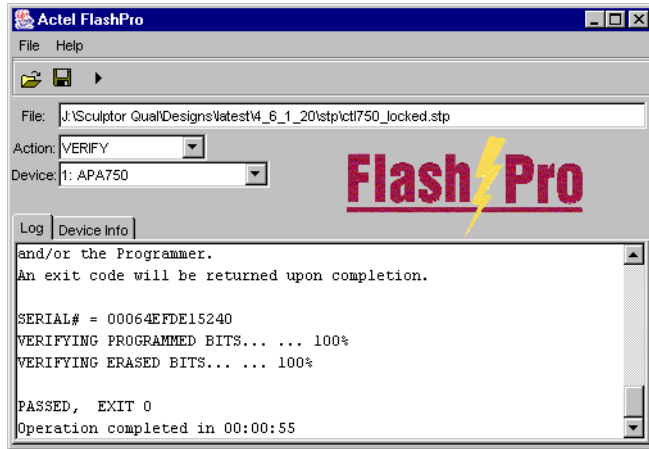 Actel FlashPro
File Help
File: J:\Sculptor Qual\Designs\latest\4_6_1_20\stp\ctl750_locked.stp
Action: VERIFY
Device: 1: APA750
Flash Pro
Log Device Info
and/or the Programmer.
An exit code will be returned upon completion.
SERIAL# = 00064EFDE15240
VERIFYING PROGRAMMED BITS... ... 100%
VERIFYING ERASED BITS... ... 100%
PASSED, EXIT 0
Operation completed in 00:00:55